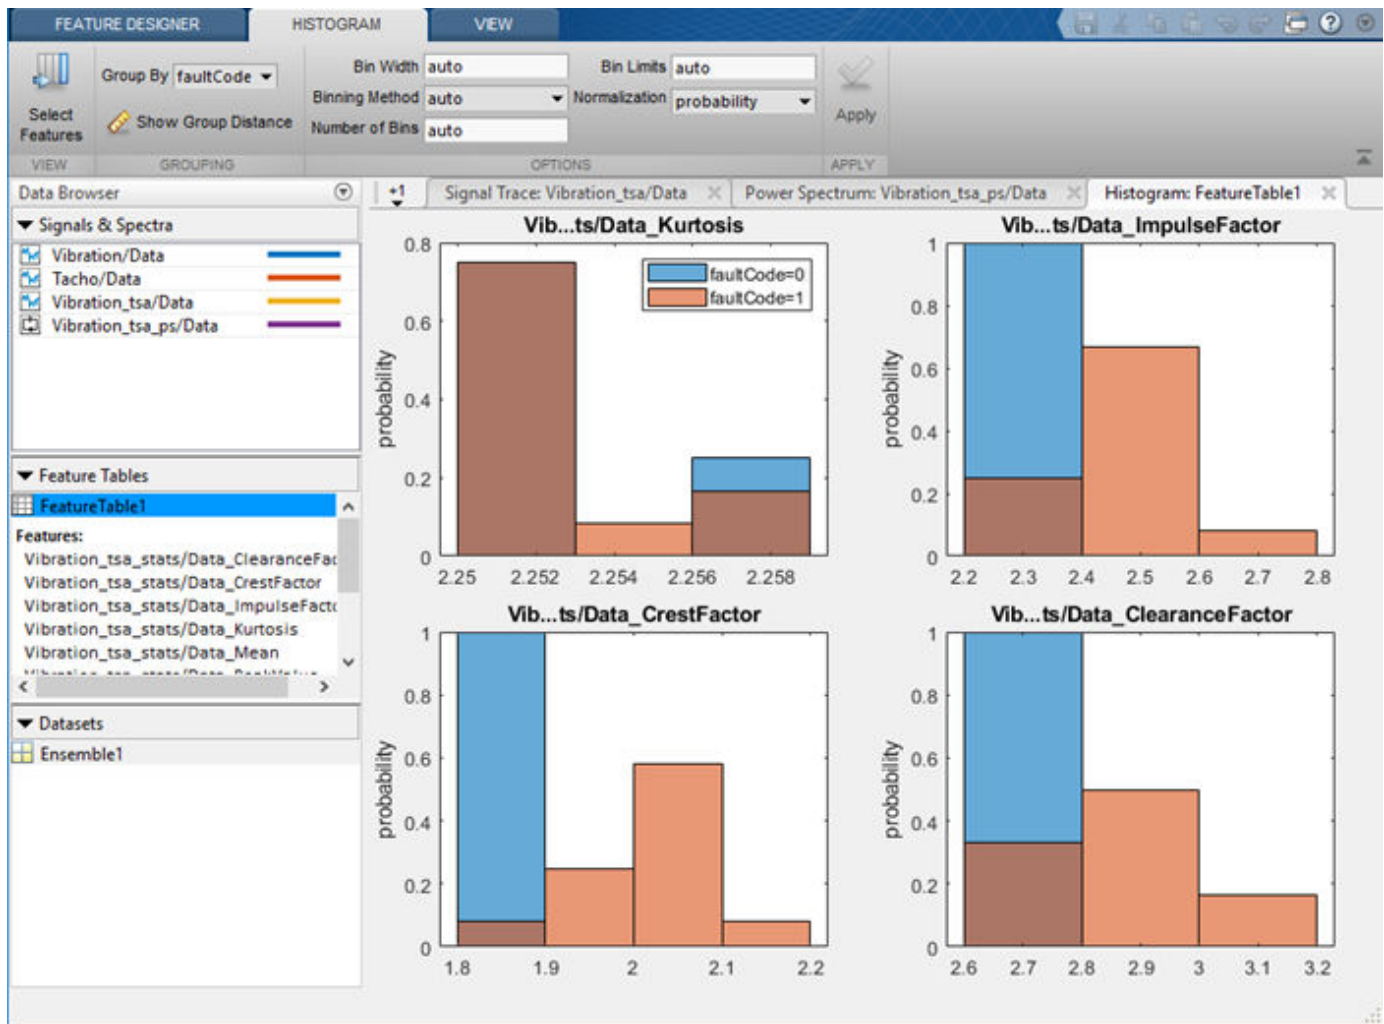 FEATURE DESIGNER HISTOGRAM VIEW
Select Features
Group By faultCode
Show Group Distance
Bin Width auto
Binning Method auto
Number of Bins auto
Bin Limits auto
Normalization probability
Apply
VIEW GROUPING OPTIONS APPLY
Data Browser
Signals & Spectra
Vibration/Data
Tacho/Data
Vibration_tsa/Data
Vibration_tsa_ps/Data
Feature Tables
FeatureTable1
Features:
Vibration_tsa_stats/Data_ClearanceFac
Vibration_tsa_stats/Data_CrestFactor
Vibration_tsa_stats/Data_ImpulseFacto
Vibration_tsa_stats/Data_Kurtosis
Vibration_tsa_stats/Data_Mean
Datasets
Ensemble1
+1 Signal Trace: Vibration_tsa/Data Power Spectrum: Vibration_tsa_ps/Data Histogram: FeatureTable1
Vib...ts/Data_Kurtosis
faultCode=0
faultCode=1
probability
0.8
0.6
0.4
0.2
0
2.25 2.252 2.254 2.256 2.258
Vib...ts/Data_ImpulseFactor
probability
1
0.8
0.6
0.4
0.2
0
2.2 2.3 2.4 2.5 2.6 2.7 2.8
Vib...ts/Data_CrestFactor
probability
1
0.8
0.6
0.4
0.2
0
1.8 1.9 2 2.1 2.2
Vib...ts/Data_ClearanceFactor
probability
1
0.8
0.6
0.4
0.2
0
2.6 2.7 2.8 2.9 3 3.1 3.2